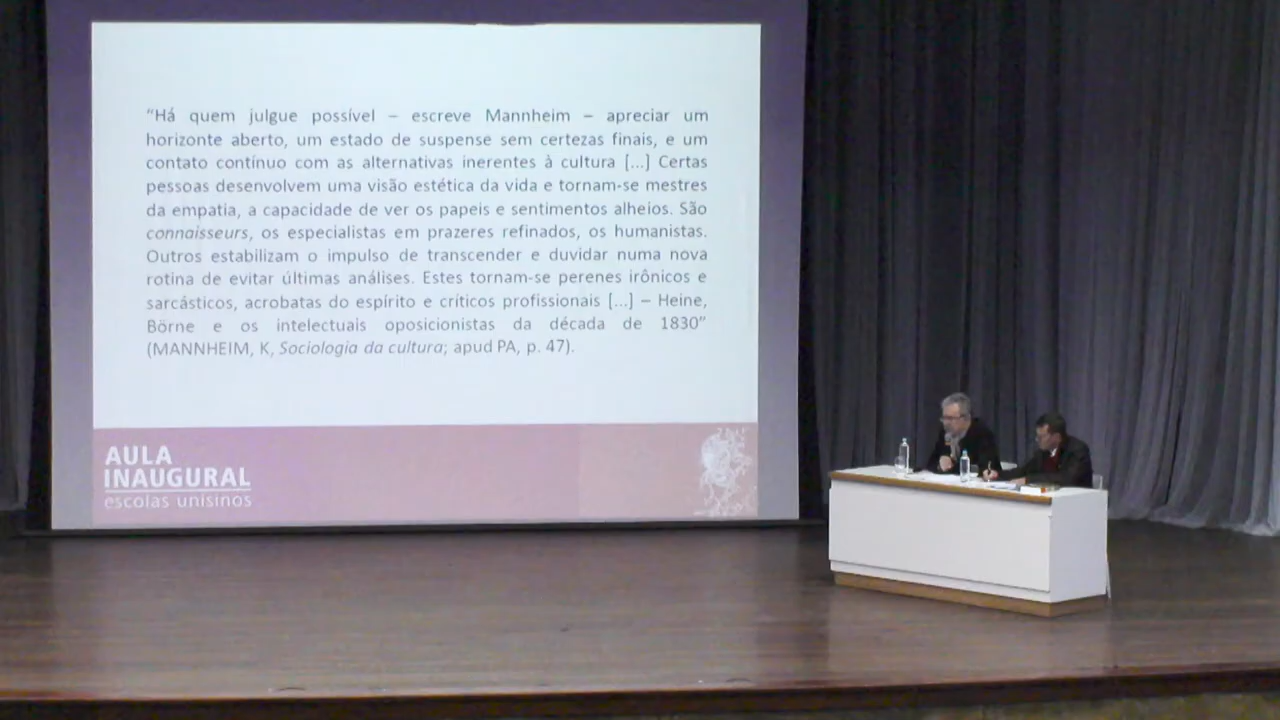 “Há quem julgue possível – escreve Mannheim – apreciar um
horizonte aberto, um estado de suspense sem certezas finais, e um
contato contínuo com as alternativas inerentes à cultura [...] Certas
pessoas desenvolvem uma visão estética da vida e tornam-se mestres
da empatia, a capacidade de ver os papeis e sentimentos alheios. São
connaisseurs, os especialistas em prazeres refinados, os humanistas.
Outros estabilizam o impulso de transcender e duvidar numa nova
rotina de evitar últimas análises. Estes tornam-se perenes irônicos e
sarcásticos, acrobatas do espírito e críticos profissionais [...] – Heine,
Börne e os intelectuais oposicionistas da década de 1830”
(MANNHEIM, K, Sociologia da cultura; apud PA, p. 47).
AULA
INAUGURAL
escolas unisinos